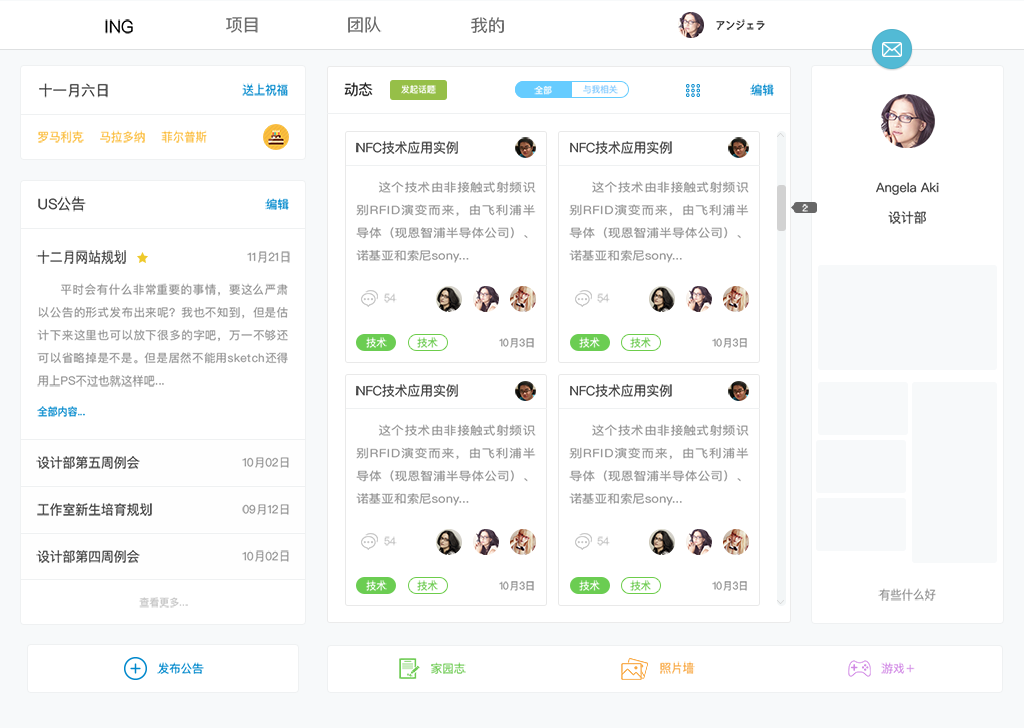 ING
项目
团队
我的
アンジェラ
十一月六日
送上祝福
罗马利克 马拉多纳 菲尔普斯
US公告
编辑
十二月网站规划
11月21日
平时会有什么非常重要的事情，要这么严肃
以公告的形式发布出来呢？我也不知到，但是估
计下来这里也可以放下很多的字吧，万一不够还
可以省略掉是不是。但是居然不能用sketch还得
用上PS不过也就这样吧...
全部内容...
设计部第五周例会
10月02日
工作室新生培育规划
09月12日
设计部第四周例会
10月02日
查看更多...
发布公告
动态
发起话题
全部
与我相关
编辑
NFC技术应用实例
这个技术由非接触式射频识
别RFID演变而来，由飞利浦半
导体（现恩智浦半导体公司）、
诺基亚和索尼sony...
54
技术
技术
10月3日
NFC技术应用实例
这个技术由非接触式射频识
别RFID演变而来，由飞利浦半
导体（现恩智浦半导体公司）、
诺基亚和索尼sony...
54
技术
技术
10月3日
NFC技术应用实例
这个技术由非接触式射频识
别RFID演变而来，由飞利浦半
导体（现恩智浦半导体公司）、
诺基亚和索尼sony...
54
技术
技术
10月3日
NFC技术应用实例
这个技术由非接触式射频识
别RFID演变而来，由飞利浦半
导体（现恩智浦半导体公司）、
诺基亚和索尼sony...
54
技术
技术
10月3日
2
Angela Aki
设计部
有些什么好
家园志
照片墙
游戏+